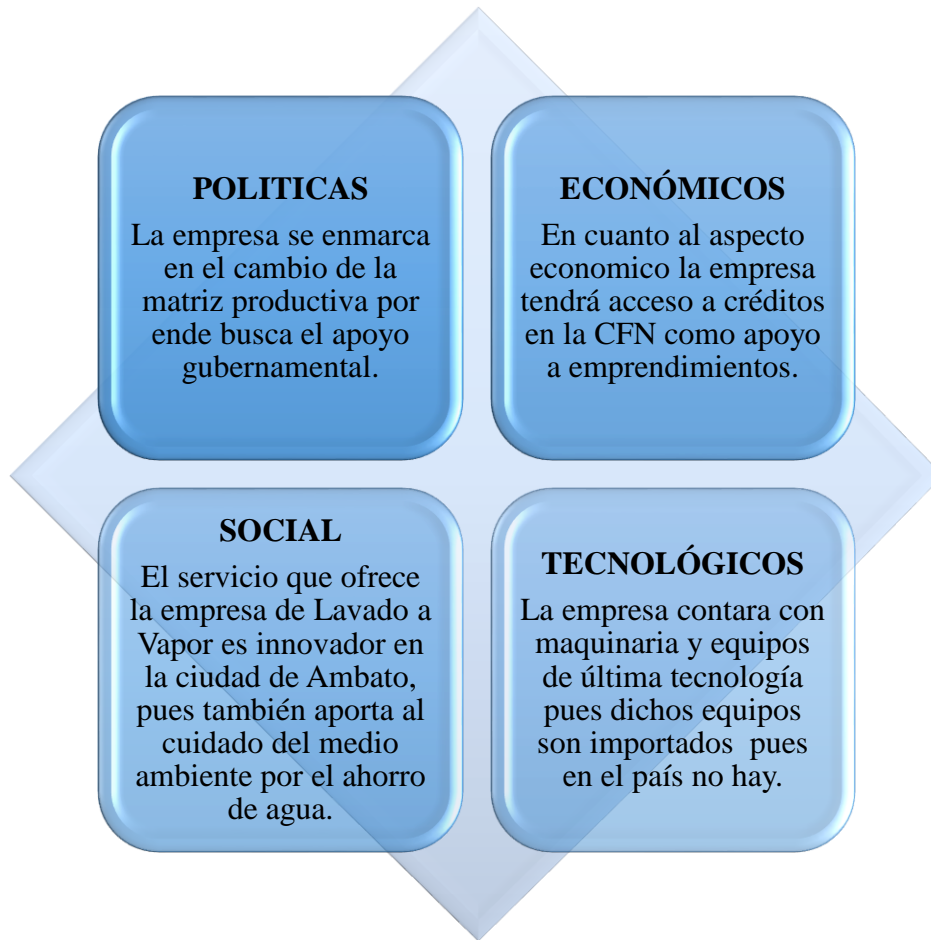 POLITICAS
La empresa se enmarca
en el cambio de la
matriz productiva por
ende busca el apoyo
gubernamental.
ECONÓMICOS
En cuanto al aspecto
economico la empresa
tendrá acceso a créditos
en la CFN como apoyo
a emprendimientos.
SOCIAL
El servicio que ofrece
la empresa de Lavado a
Vapor es innovador en
la ciudad de Ambato,
pues también aporta al
cuidado del medio
ambiente por el ahorro
de agua.
TECNOLÓGICOS
La empresa contara con
maquinaria y equipos
de última tecnología
pues dichos equipos
son importados  pues
en el país no hay.